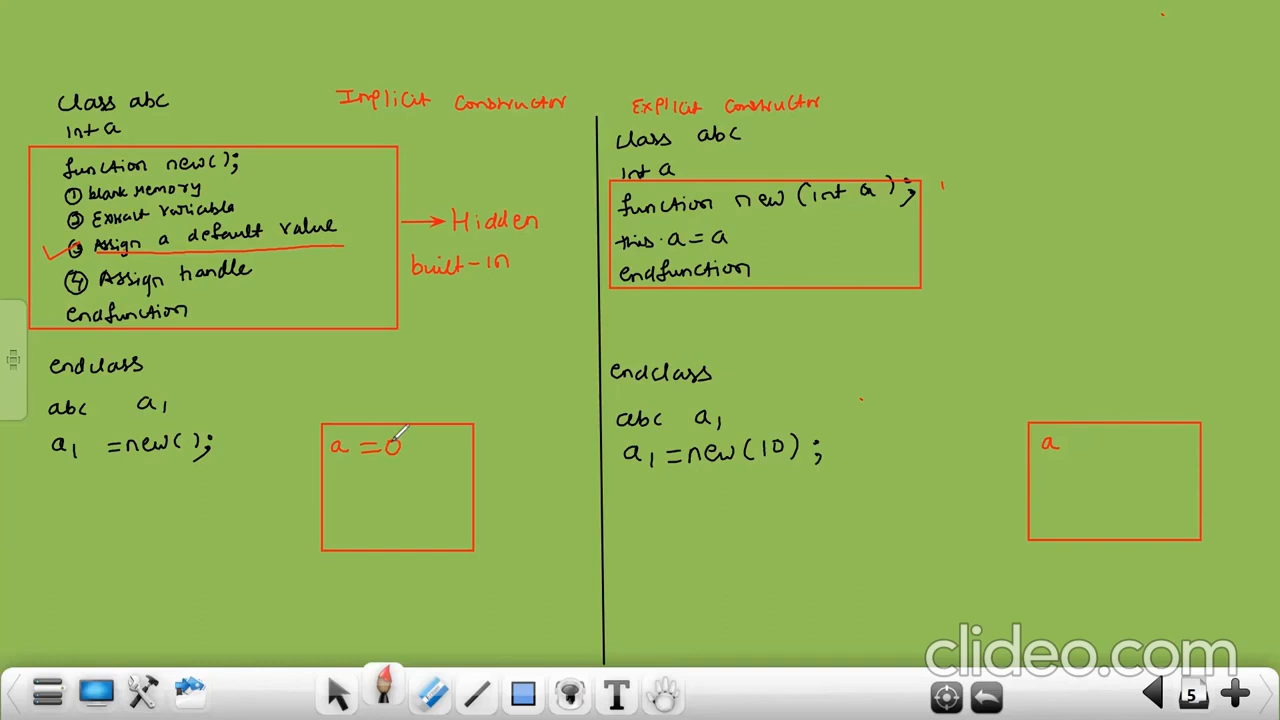 Class abc
int a
Implicit constructor
function new();
① blank memory
② Extract variable
③ Assign a default value
④ Assign handle
endfunction
Hidden
built-in
endclass
abc a1
a1 =new();
a =0
Explicit constructor
class abc
int a
function new (int a);
this.a=a
endfunction
endclass
abc a1
a1=new(10);
a
clideo.com
T
5